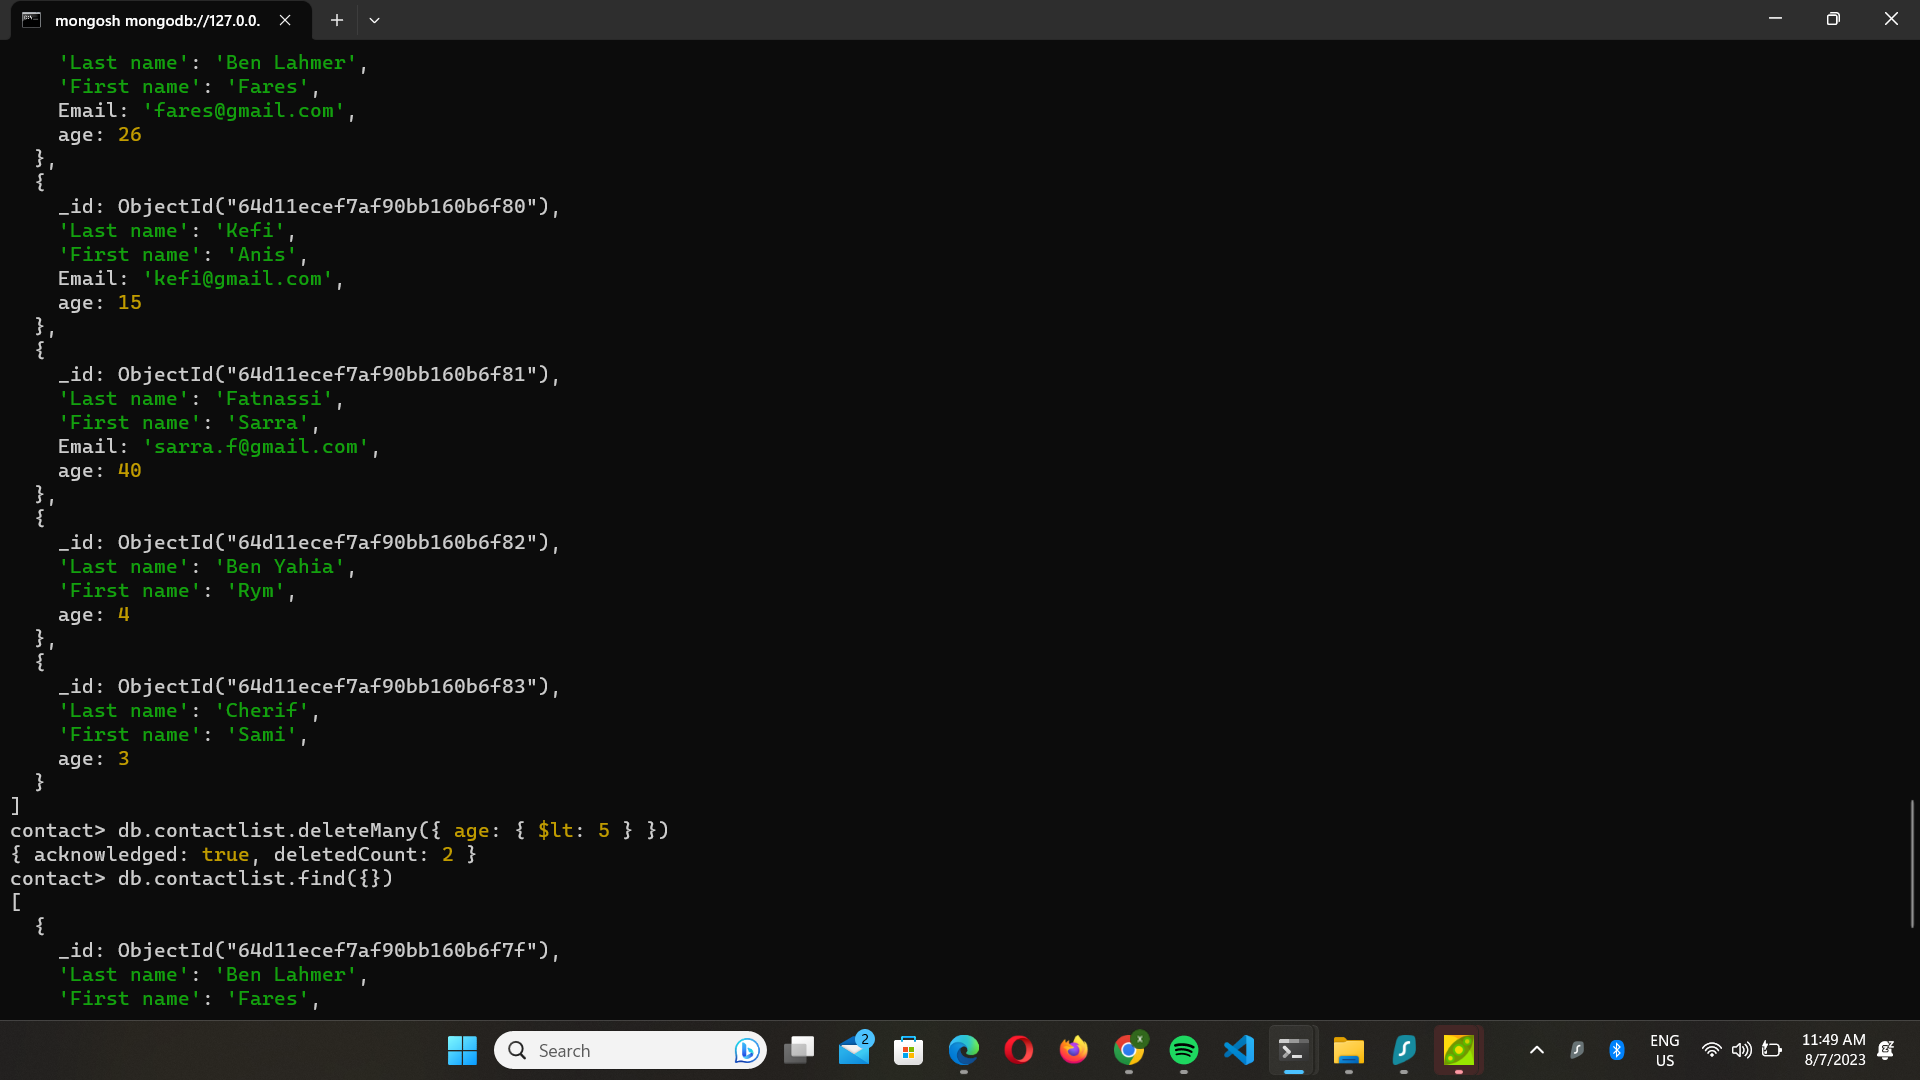 mongosh mongodb://127.0.0.
'Last name': 'Ben Lahmer',
'First name': 'Fares',
Email: 'fares@gmail.com',
age: 26
},
{
_id: ObjectId("64d11ecef7af90bb160b6f80"),
'Last name': 'Kefi',
'First name': 'Anis',
Email: 'kefi@gmail.com',
age: 15
},
{
_id: ObjectId("64d11ecef7af90bb160b6f81"),
'Last name': 'Fatnassi',
'First name': 'Sarra',
Email: 'sarra.f@gmail.com',
age: 40
},
{
_id: ObjectId("64d11ecef7af90bb160b6f82"),
'Last name': 'Ben Yahia',
'First name': 'Rym',
age: 4
},
{
_id: ObjectId("64d11ecef7af90bb160b6f83"),
'Last name': 'Cherif',
'First name': 'Sami',
age: 3
}
]
contact> db.contactlist.deleteMany({ age: { $lt: 5 } })
{ acknowledged: true, deletedCount: 2 }
contact> db.contactlist.find({})
[
{
_id: ObjectId("64d11ecef7af90bb160b6f7f"),
'Last name': 'Ben Lahmer',
'First name': 'Fares',
Search
2
x
ENG
US
11:49 AM
8/7/2023